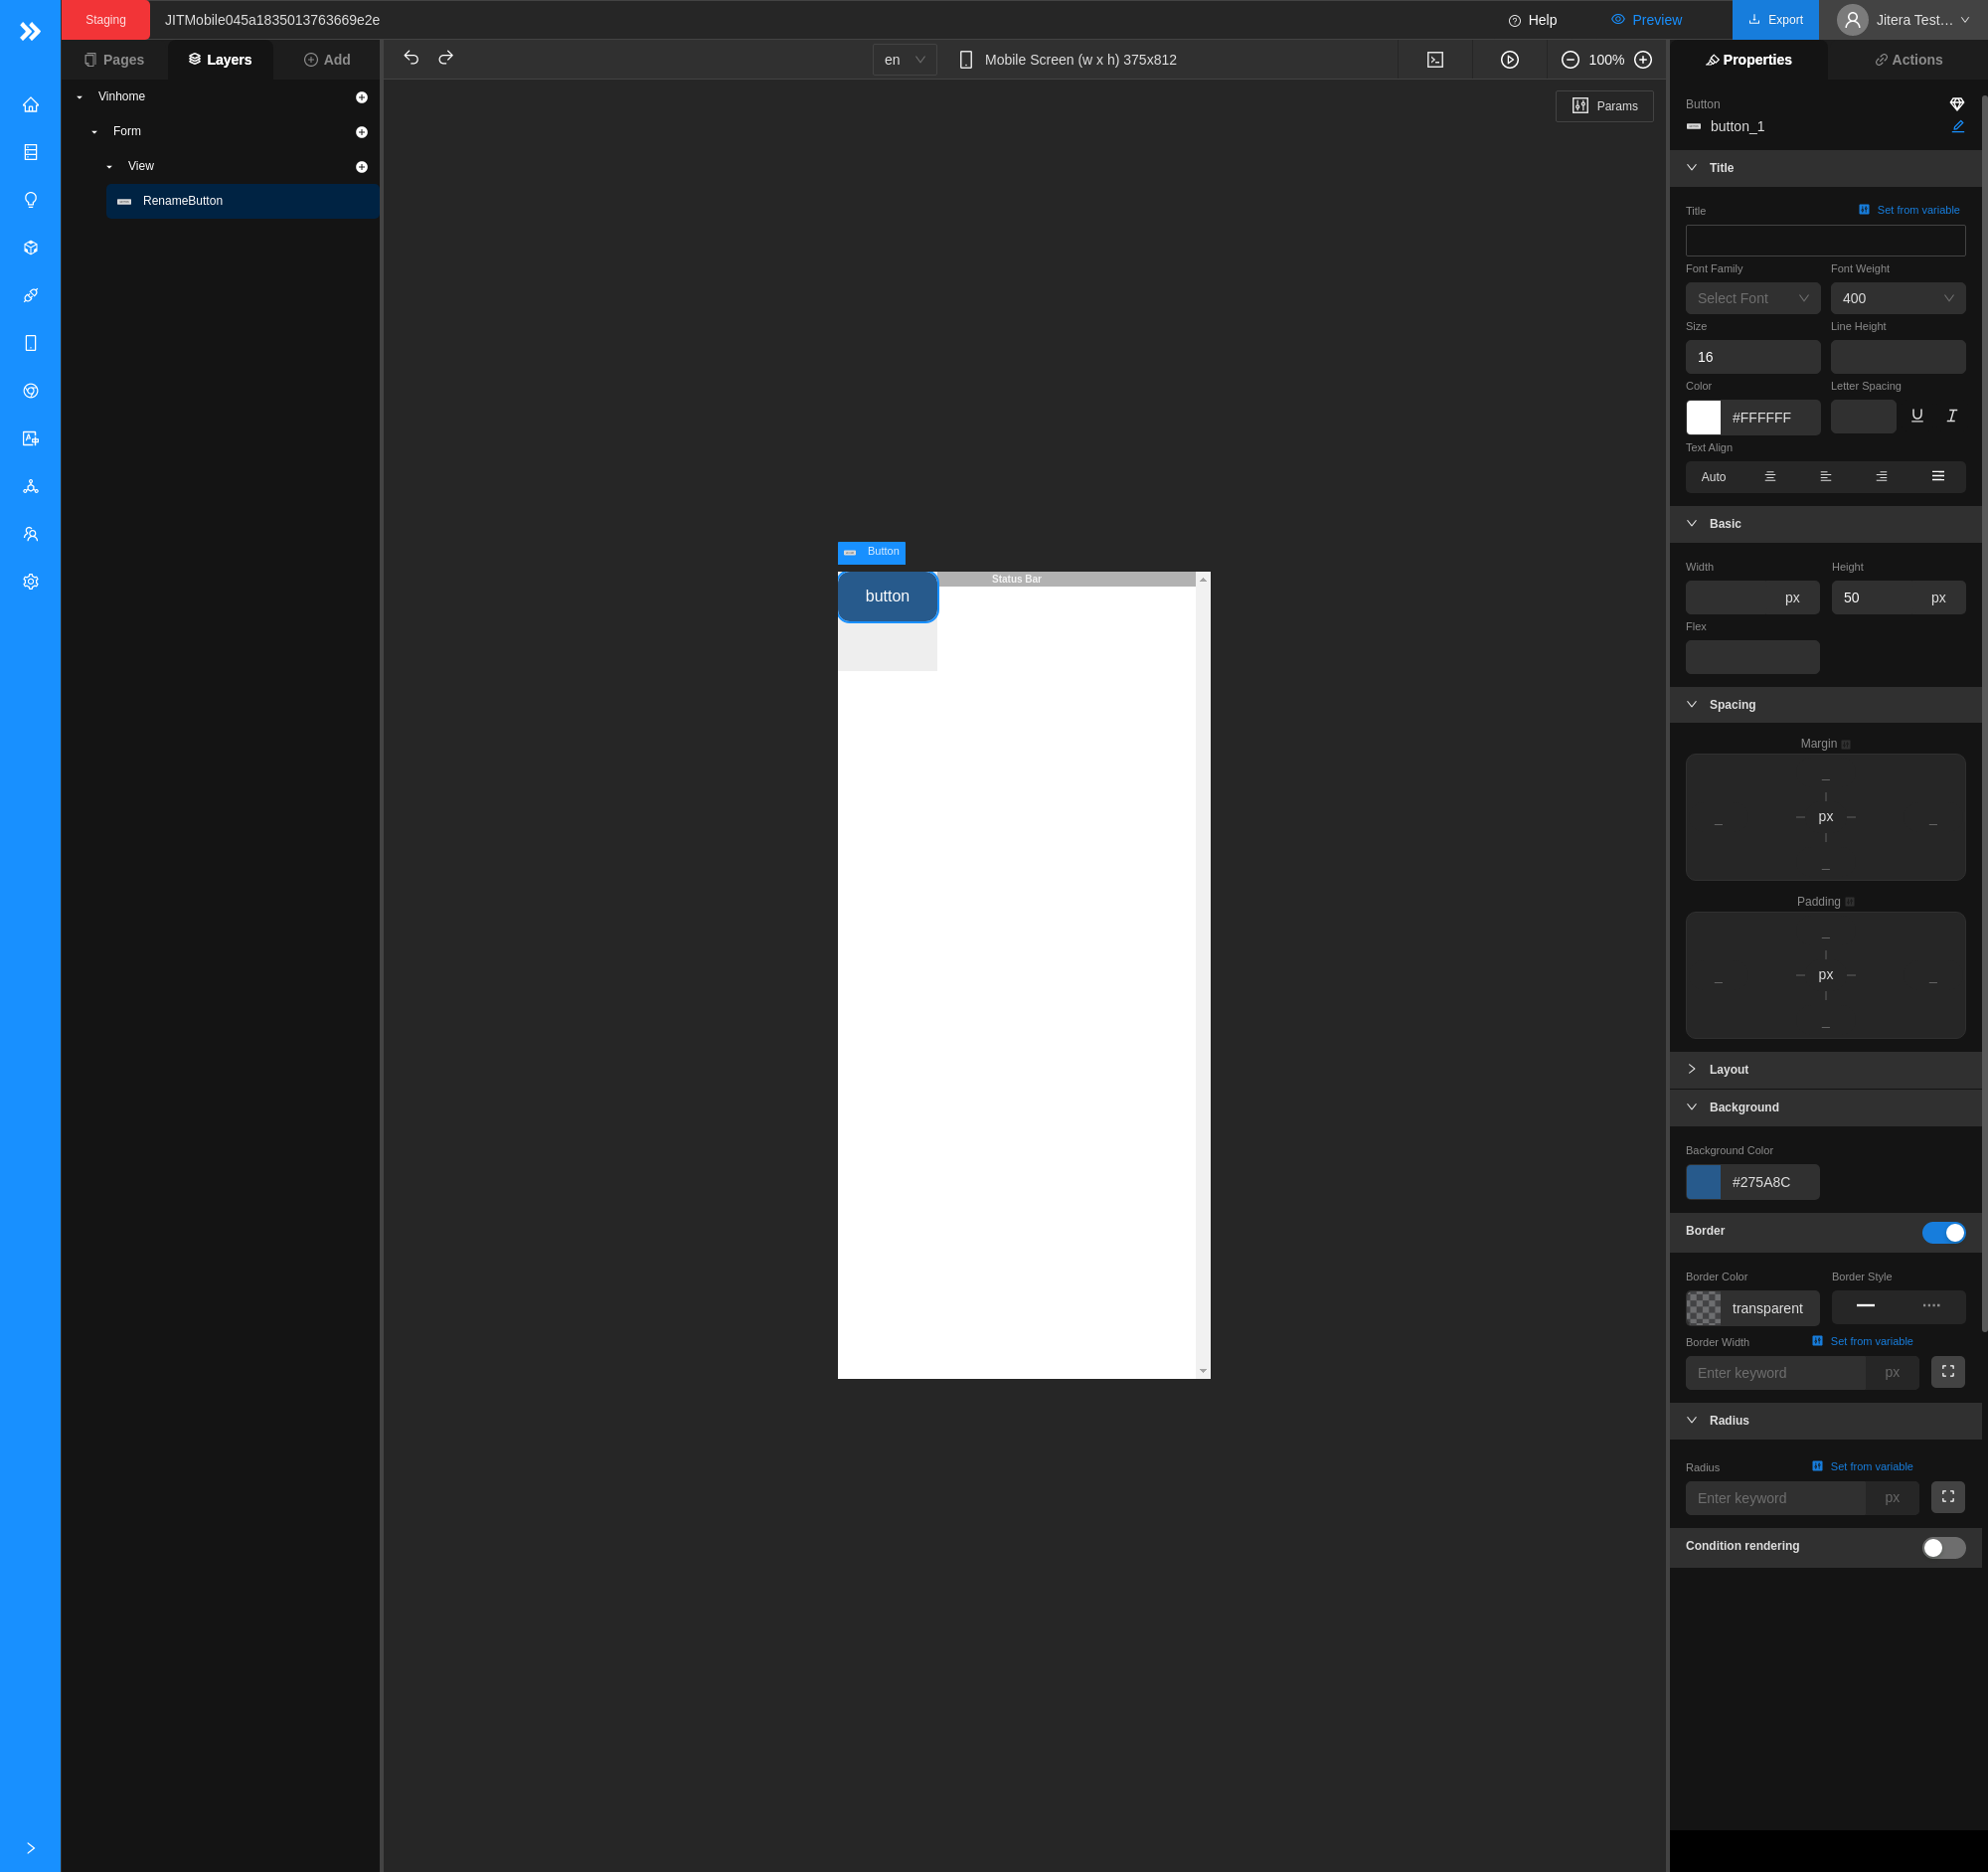 Staging
JITMobile045a1835013763669e2e
Help
Preview
Export
Jitera Test...
Pages
Layers
Add
en
Mobile Screen (w x h) 375x812
100%
Properties
Actions
Vinhome
Form
View
RenameButton
Params
Button
button
Status Bar
Button
button_1
Title
Title
Set from variable
Font Family
Font Weight
Select Font
400
Size
Line Height
16
Color
Letter Spacing
#FFFFFF
Text Align
Auto
Basic
Width
Height
px
50
px
Flex
Spacing
Margin
px
Padding
px
Layout
Background
Background Color
#275A8C
Border
Border Color
Border Style
transparent
Border Width
Set from variable
Enter keyword
px
Radius
Radius
Set from variable
Enter keyword
px
Condition rendering